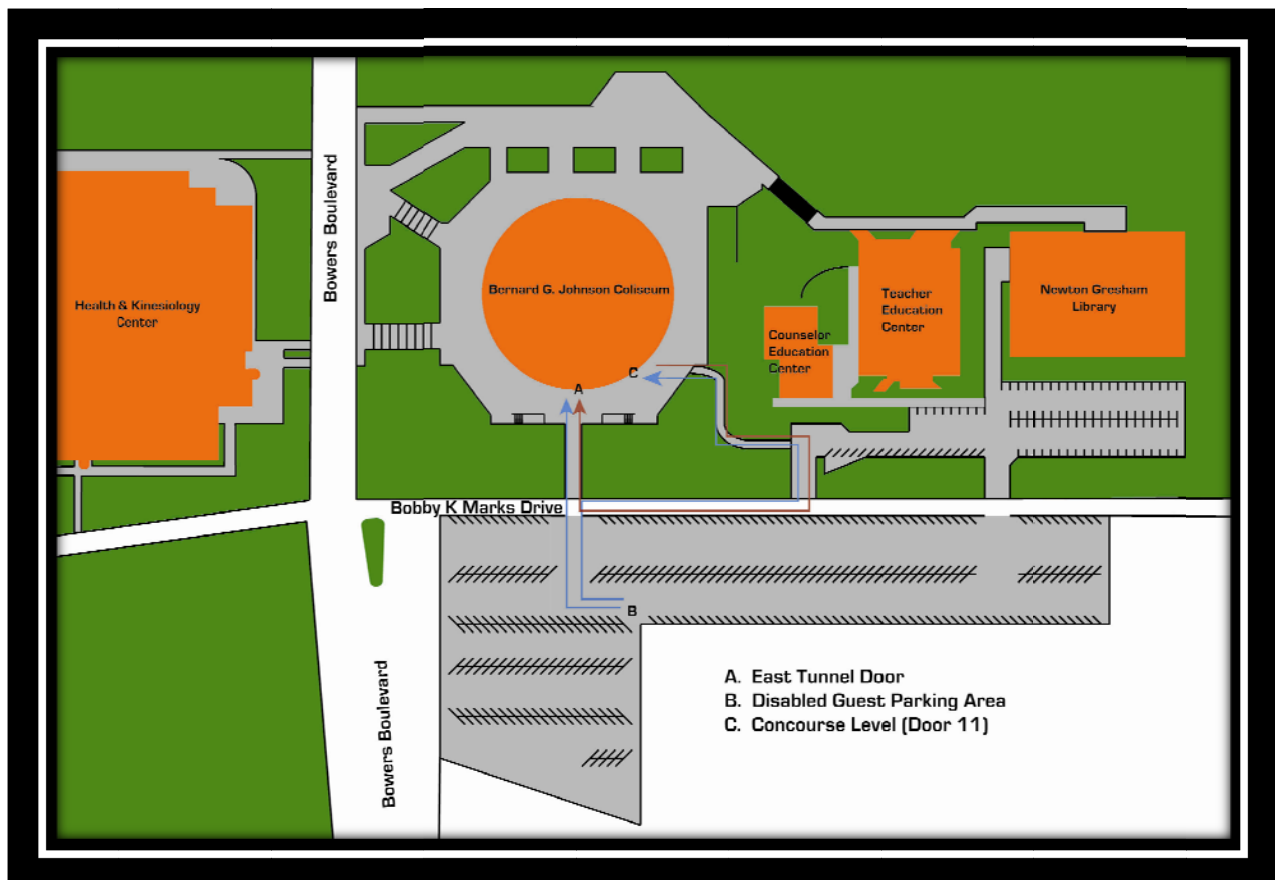 Bowers Boulevard
Health & Kinesiology
Center
Bernard G. Johnson Coliseum
Counselor
Education
Center
Teacher
Education
Center
Newton Gresham
Library
C
A
Bobby K Marks Drive
B
Bowers Boulevard
A. East Tunnel Door
B. Disabled Guest Parking Area
C. Concourse Level (Door 11)